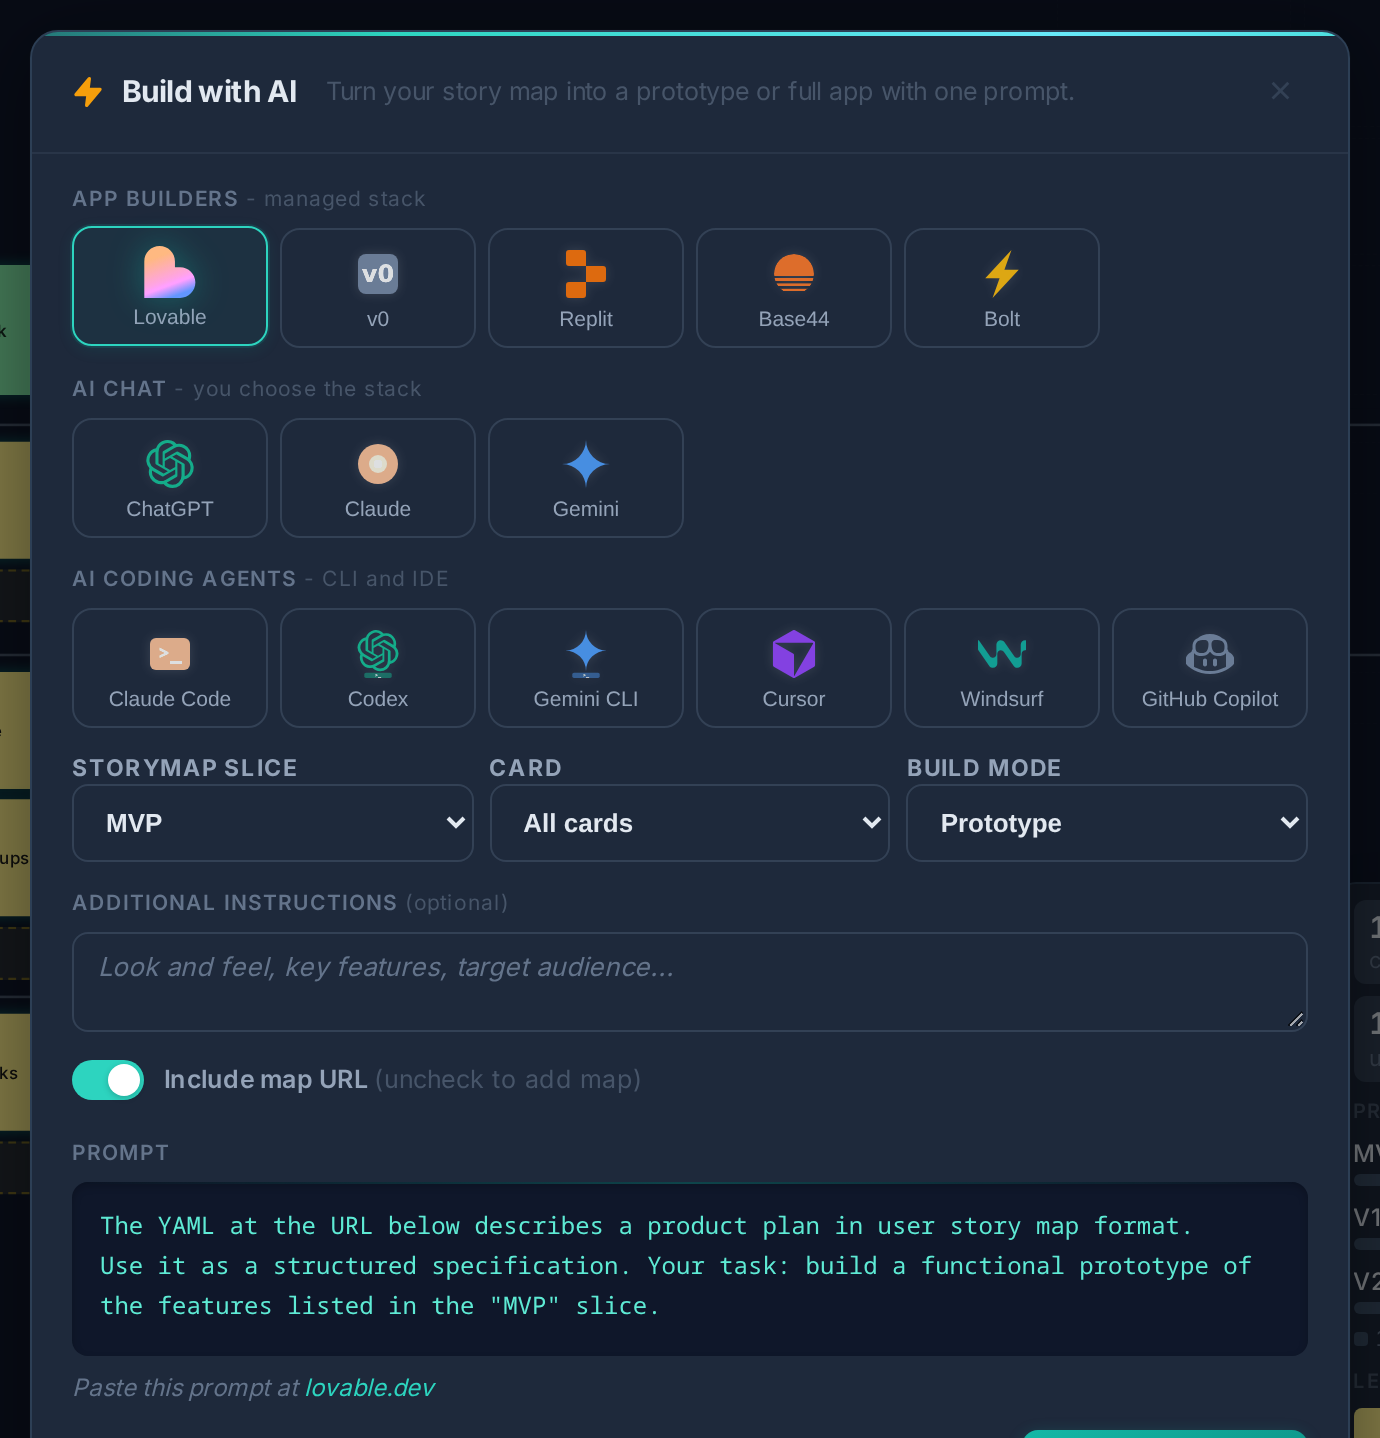 Build with AI Turn your story map into a prototype or full app with one prompt.
APP BUILDERS - managed stack
Lovable
v0
v0
Replit
Base44
Bolt
AI CHAT - you choose the stack
ChatGPT
Claude
Gemini
AI CODING AGENTS - CLI and IDE
>_
Claude Code
Codex
Gemini CLI
Cursor
Windsurf
GitHub Copilot
STORYMAP SLICE
CARD
BUILD MODE
MVP
All cards
Prototype
ADDITIONAL INSTRUCTIONS (optional)
Look and feel, key features, target audience...
Include map URL (uncheck to add map)
PROMPT
The YAML at the URL below describes a product plan in user story map format.
Use it as a structured specification. Your task: build a functional prototype of
the features listed in the "MVP" slice.
Paste this prompt at lovable.dev
ups
ks
V1
V2